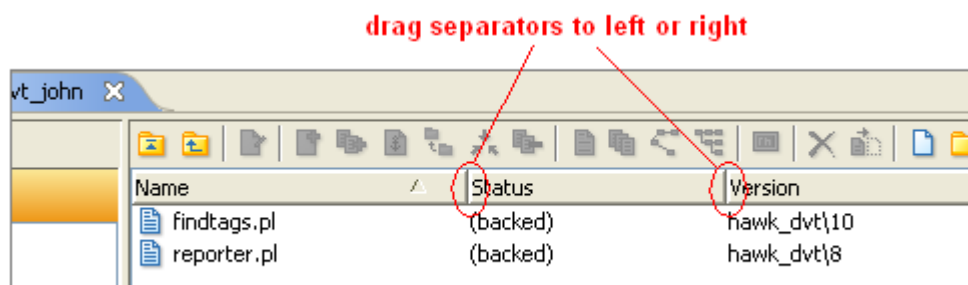 drag separators to left or right
vt_john
Name Status Version
findtags.pl (backed) hawk_dvt\10
reporter.pl (backed) hawk_dvt\8